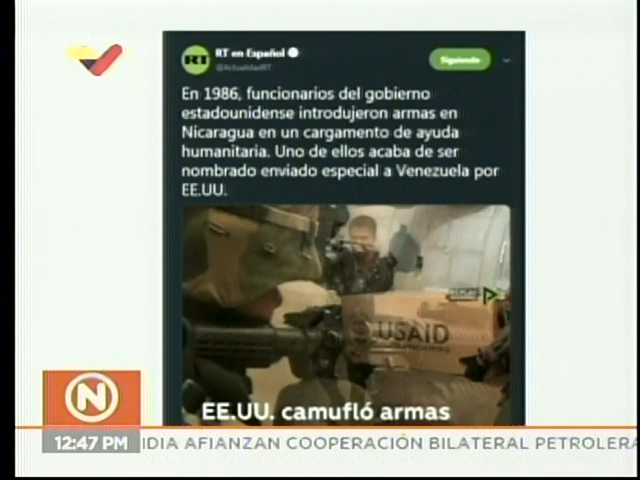 RT en Español
RT
@ActualidadRT
Siguiendo
En 1986, funcionarios del gobierno
estadounidense introdujeron armas en
Nicaragua en un cargamento de ayuda
humanitaria. Uno de ellos acaba de ser
nombrado enviado especial a Venezuela por
EE.UU.
USAID
EE.UU. camufló armas
N
12:47 PM
IDIA AFIANZAN COOPERACIÓN BILATERAL PETROLERA